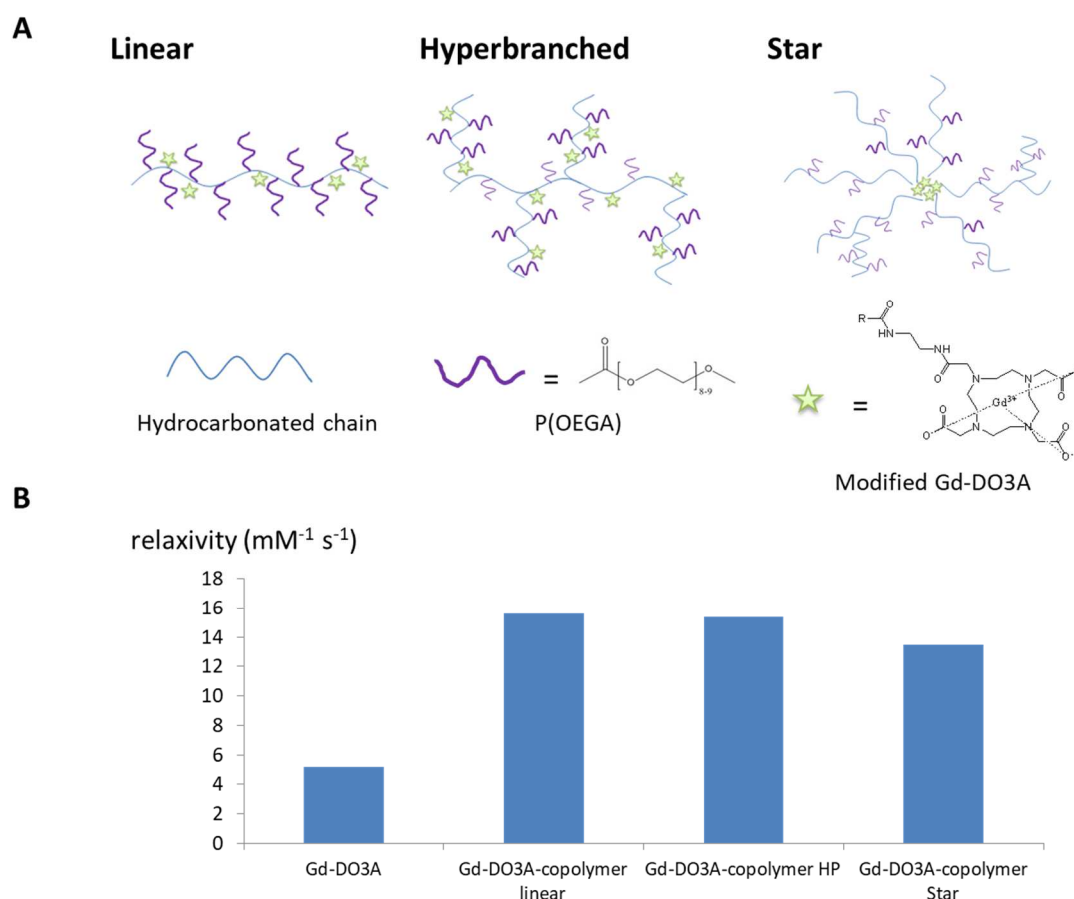 A
Linear
Hyperbranched
Star
Hydrocarbonated chain
=
O
O
O
8-9
P(OEGA)
=
R
O
HN
NH
O
N
N
Gd3+
O
O
O-
N
N
O
O-
Modified Gd-DO3A
B
relaxivity (mM-1 s-1)
18
16
14
12
10
8
6
4
2
0
Gd-DO3A
Gd-DO3A-copolymer
linear
Gd-DO3A-copolymer HP
Gd-DO3A-copolymer
Star